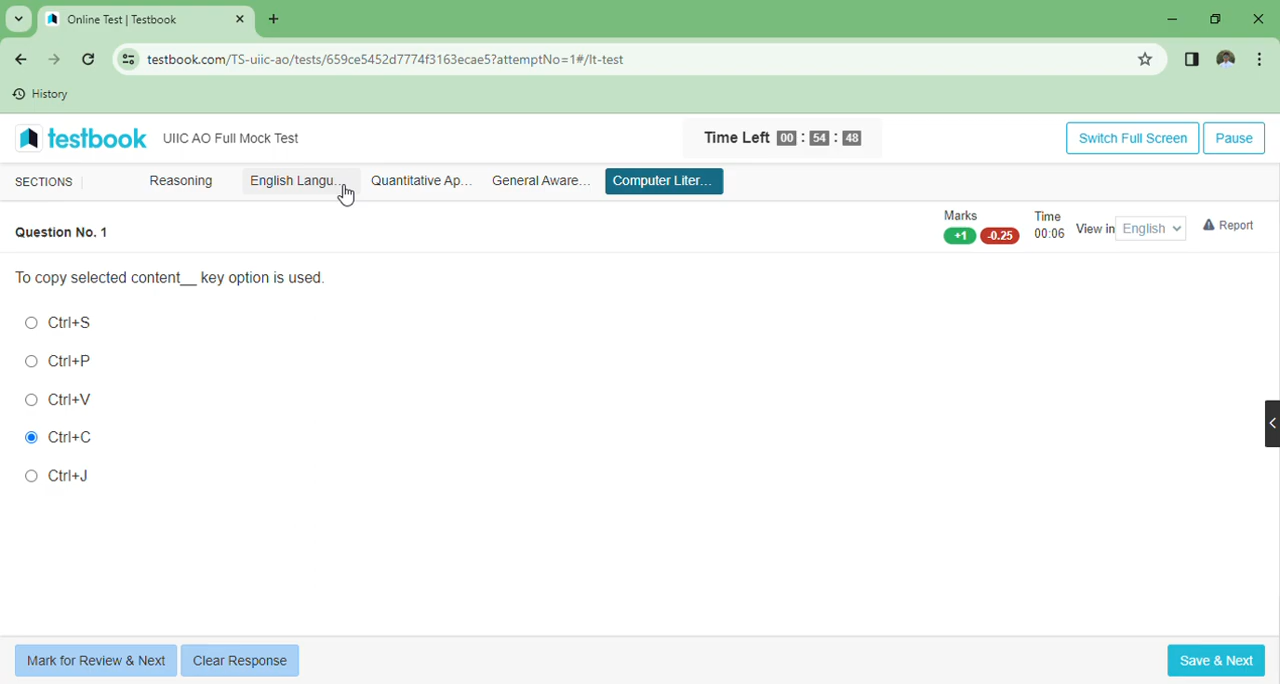 Online Test | Testbook
testbook.com/TS-uiic-ao/tests/659ce5452d7774f3163ecae5?attemptNo=1#/lt-test
History
testbook UIIC AO Full Mock Test Time Left 00 : 54 : 48 Switch Full Screen Pause
SECTIONS Reasoning English Langu... Quantitative Ap... General Aware... Computer Liter...
Question No. 1 Marks +1 -0.25 Time 00:06 View in English Report
To copy selected content__ key option is used.
Ctrl+S
Ctrl+P
Ctrl+V
Ctrl+C
Ctrl+J
Mark for Review & Next Clear Response Save & Next